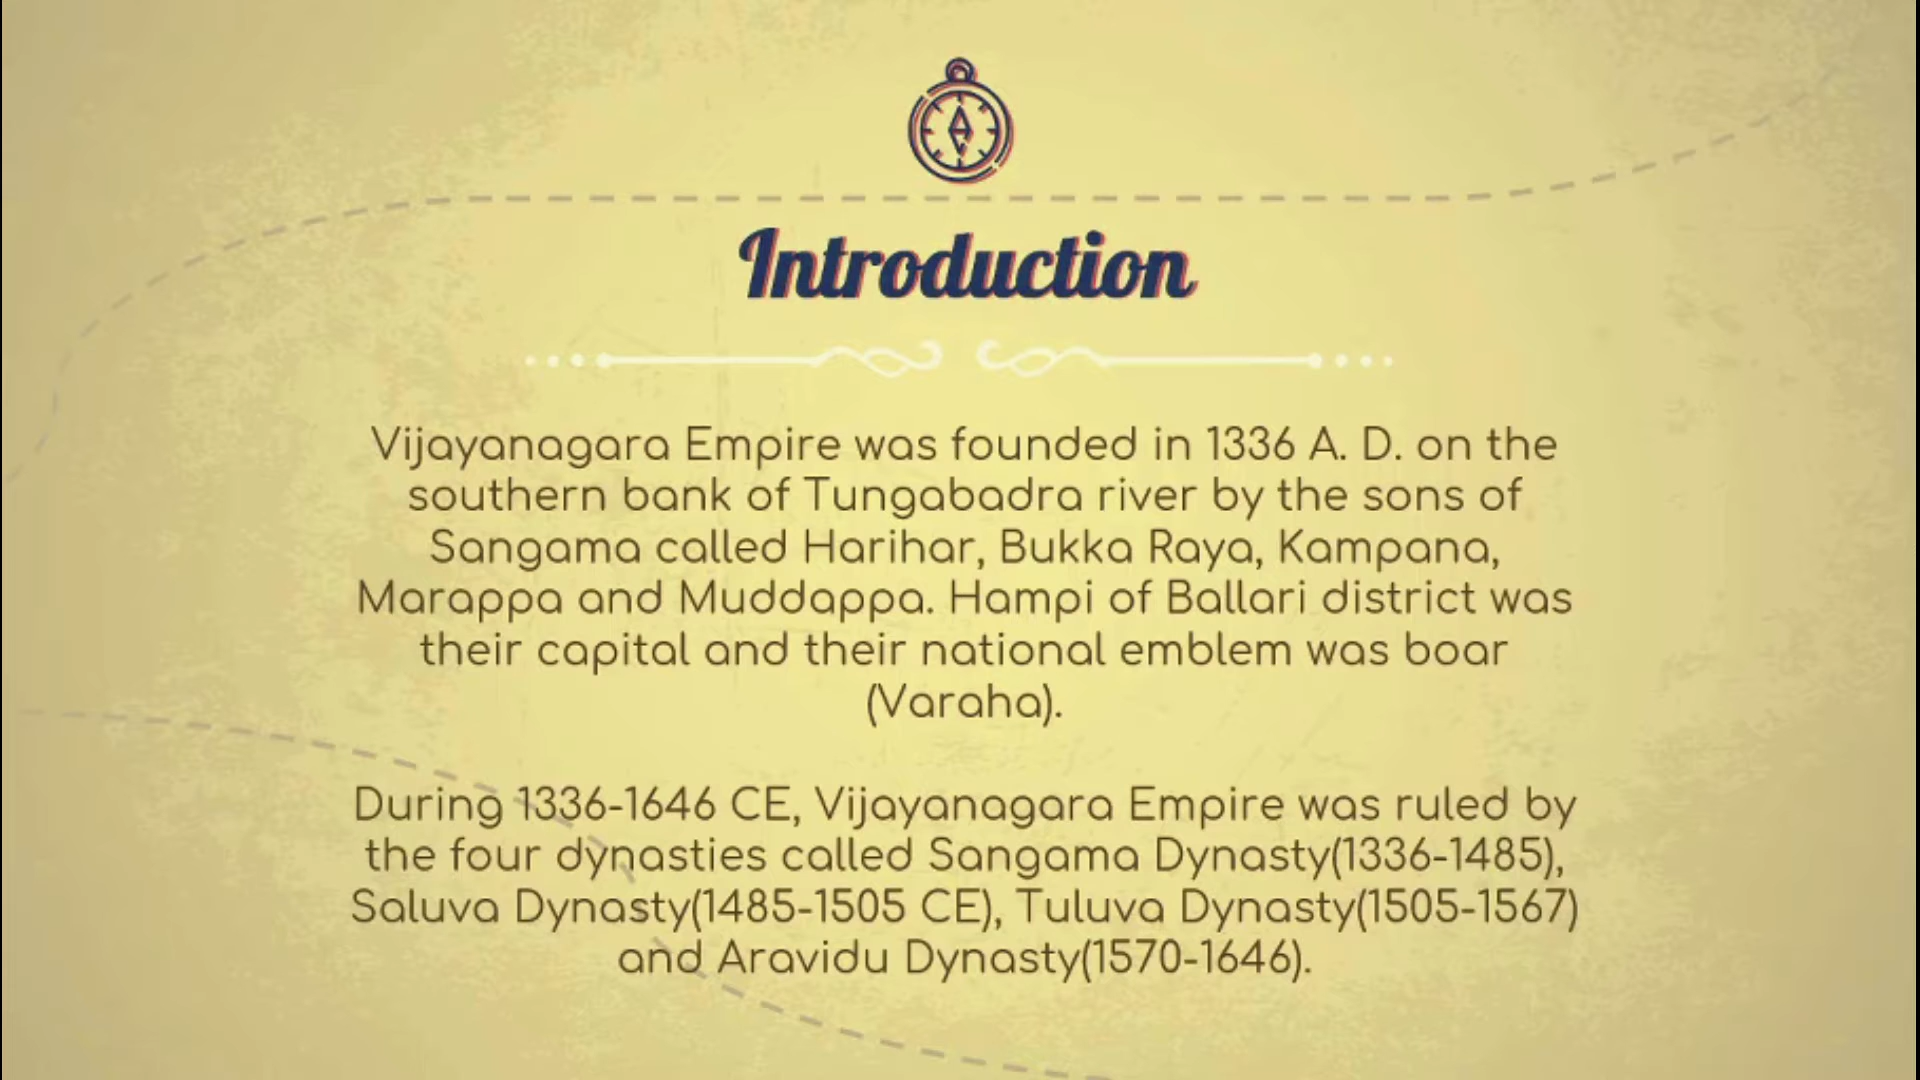 Introduction
Vijayanagara Empire was founded in 1336 A. D. on the
southern bank of Tungabadra river by the sons of
Sangama called Harihar, Bukka Raya, Kampana,
Marappa and Muddappa. Hampi of Ballari district was
their capital and their national emblem was boar
(Varaha).
During 1336-1646 CE, Vijayanagara Empire was ruled by
the four dynasties called Sangama Dynasty(1336-1485),
Saluva Dynasty(1485-1505 CE), Tuluva Dynasty(1505-1567)
and Aravidu Dynasty(1570-1646).